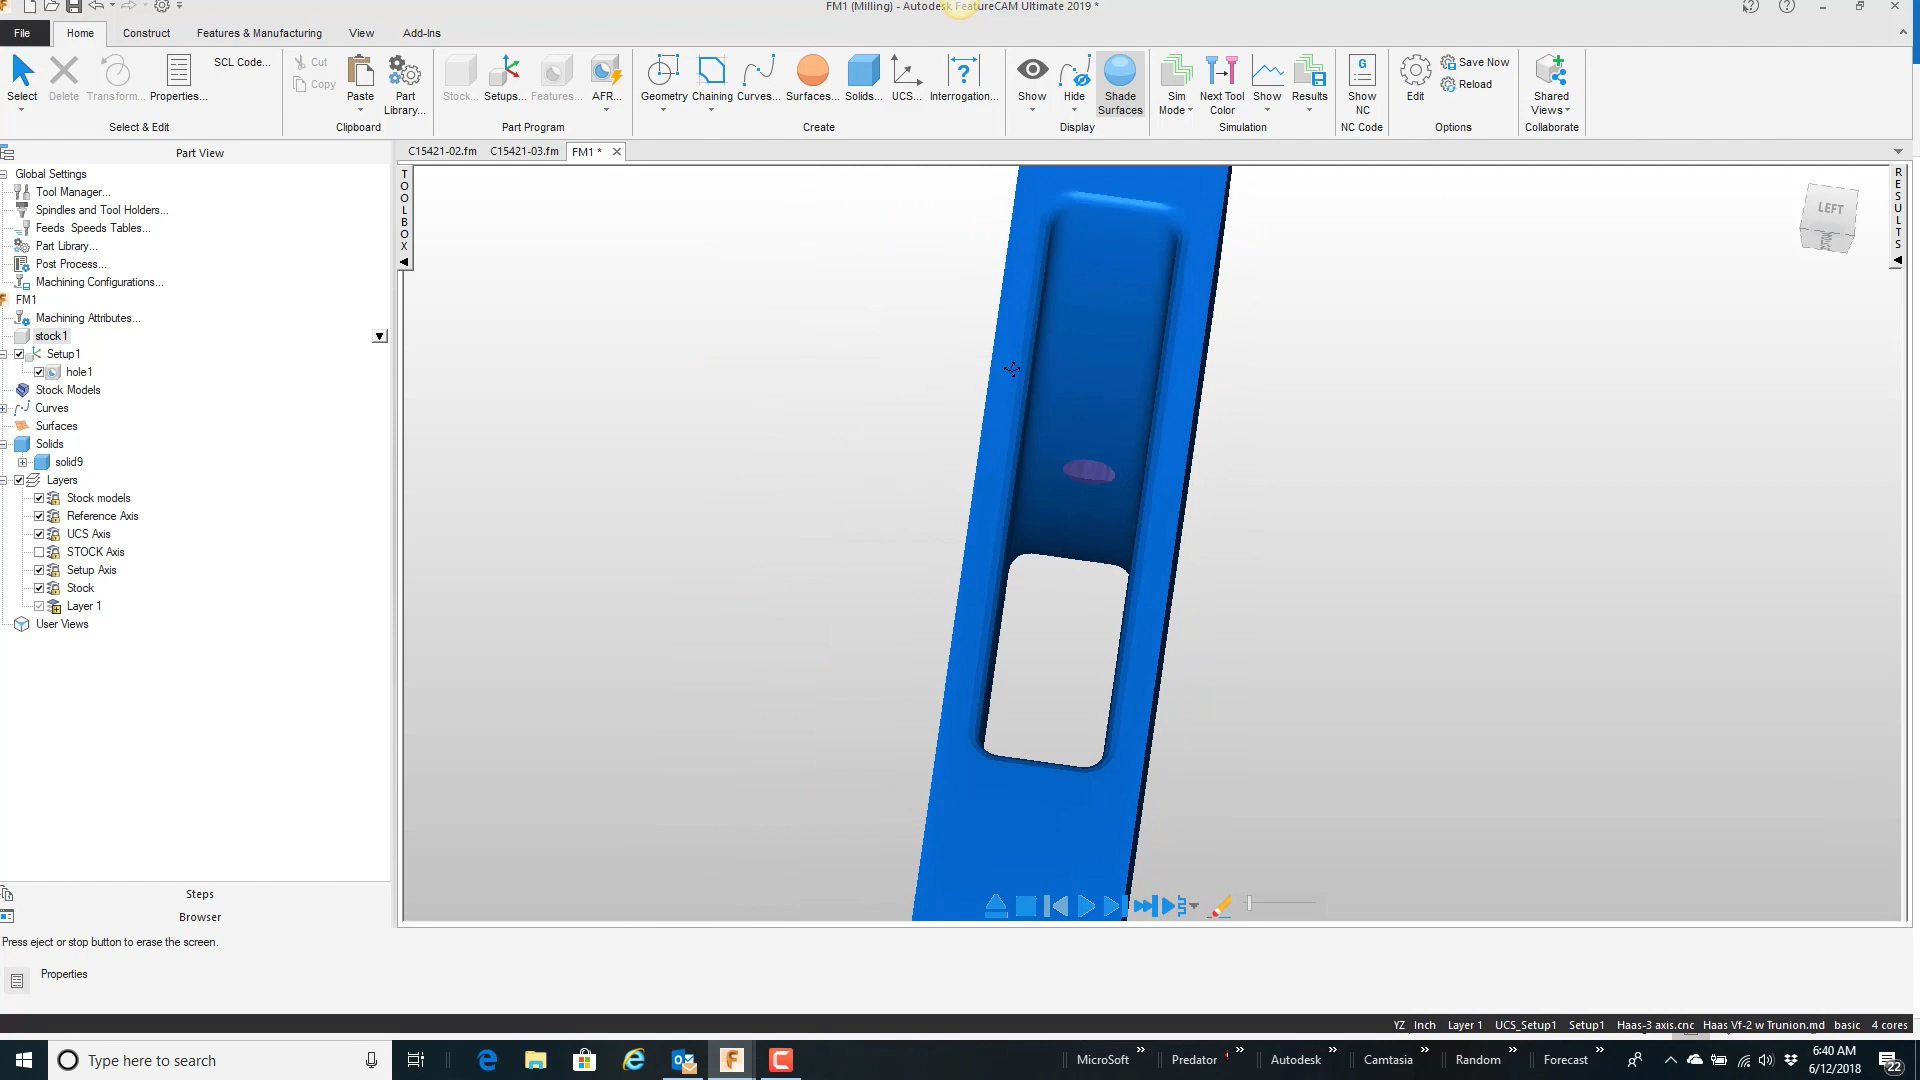 FM1 (Milling) - Autodesk FeatureCAM Ultimate 2019 *
File Home Construct Features & Manufacturing View Add-Ins
Select Delete Transform... Properties... SCL Code... Cut Copy Paste Part Library... Stock... Setups... Features... AFR... Geometry Chaining Curves... Surfaces... Solids... UCS... Interrogation... Show Hide Shade Surfaces Sim Mode Next Tool Color Show Results Show NC Edit Save Now Reload Shared Views
Select & Edit Clipboard Part Program Create Display Simulation NC Code Options Collaborate
Part View
C15421-02.fm C15421-03.fm FM1 *
TOOLBOX
RESULTS
LEFT
Global Settings
Tool Manager...
Spindles and Tool Holders...
Feeds Speeds Tables...
Part Library...
Post Process...
Machining Configurations...
FM1
Machining Attributes...
stock1
Setup1
hole1
Stock Models
Curves
Surfaces
Solids
solid9
Layers
Stock models
Reference Axis
UCS Axis
STOCK Axis
Setup Axis
Stock
Layer 1
User Views
Steps
Browser
Press eject or stop button to erase the screen.
Properties
YZ Inch Layer 1 UCS_Setup1 Setup1 Haas-3 axis.cnc Haas Vf-2 w Trunion.md basic 4 cores
Type here to search
MicroSoft » Predator » Autodesk » Camtasia » Random » Forecast »
6:40 AM
6/12/2018
22